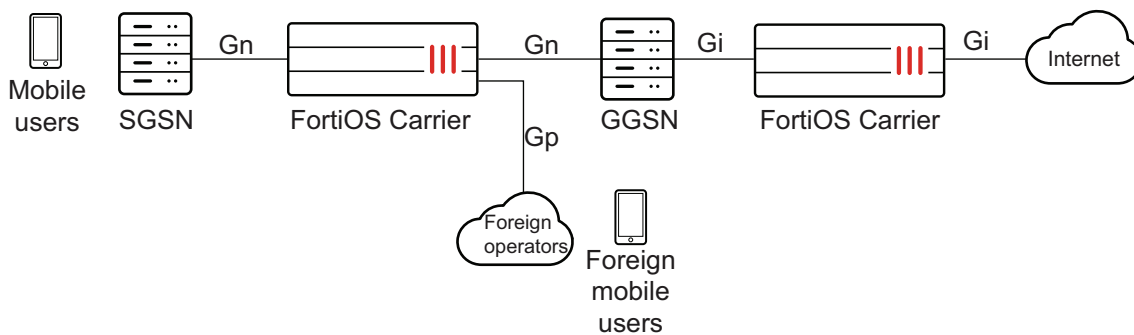 Gn
Gn
Gi
Gi
Internet
Mobile
users
SGSN
FortiOS Carrier
GGSN
FortiOS Carrier
Gp
Foreign
operators
Foreign
mobile
users